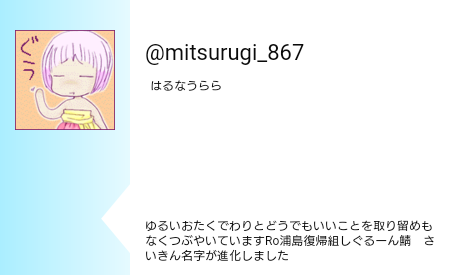 ぐぅ
@mitsurugi_867
はるなうらら
ゆるいおたくでわりとどうでもいいことを取り留めも
なくつぶやいていますRo浦島復帰組しぐるーん鯖　さ
いきん名字が進化しました